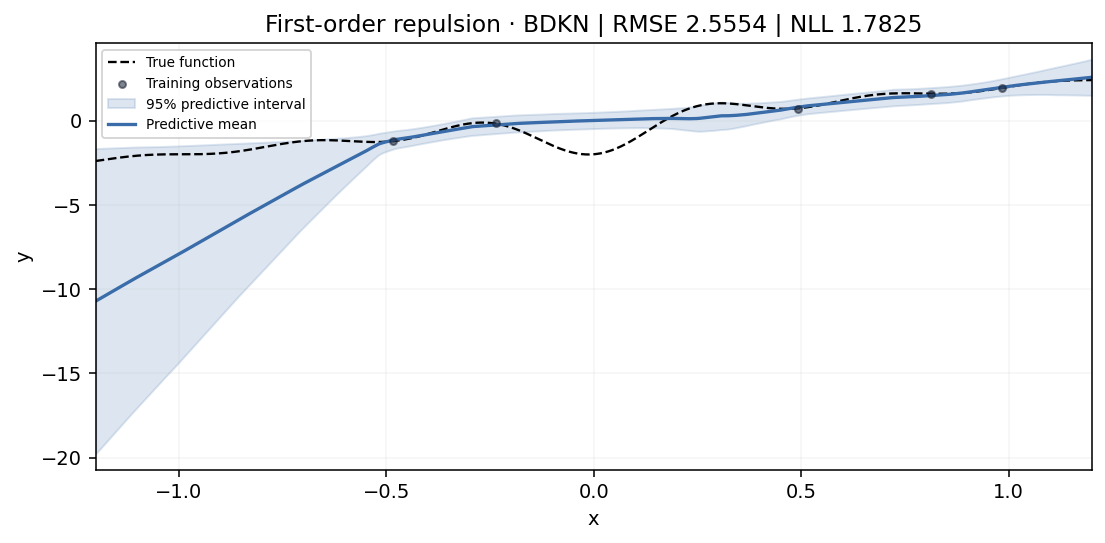 First-order repulsion · BDKN | RMSE 2.5554 | NLL 1.7825
True function
Training observations
95% predictive interval
Predictive mean
0
−5
−10
−15
−20
y
−1.0
−0.5
0.0
0.5
1.0
x